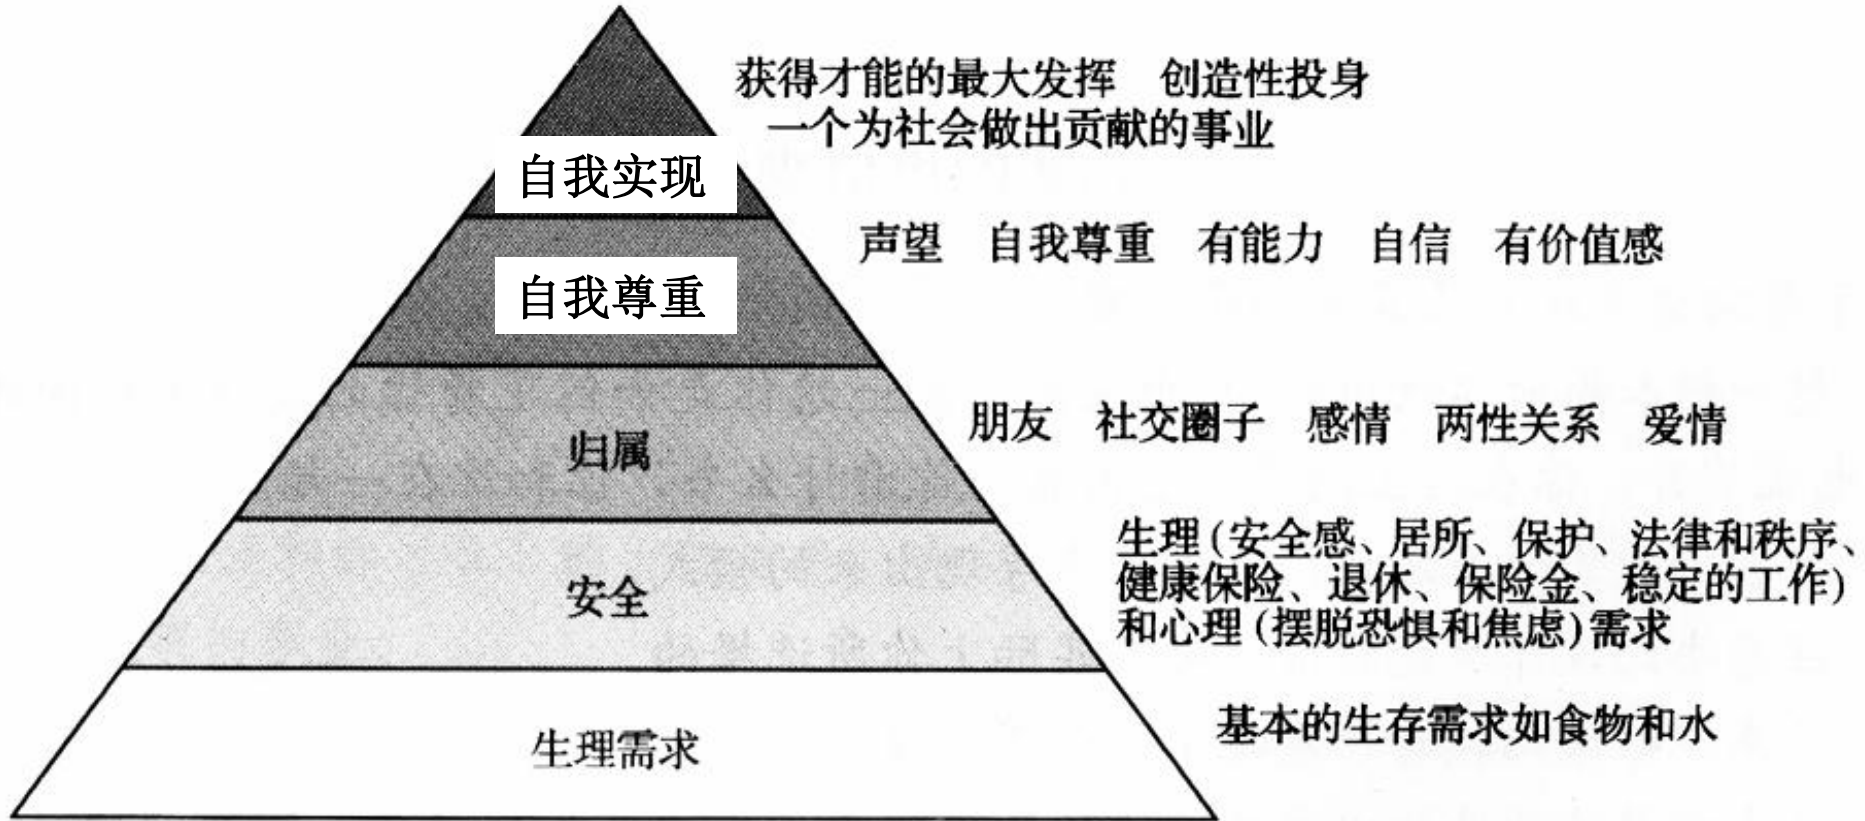 获得才能的最大发挥 创造性投身
一个为社会做出贡献的事业
自我实现
声望 自我尊重 有能力 自信 有价值感
自我尊重
朋友 社交圈子 感情 两性关系 爱情
归属
生理(安全感、居所、保护、法律和秩序、
健康保险、退休、保险金、稳定的工作)
和心理(摆脱恐惧和焦虑)需求
安全
基本的生存需求如食物和水
生理需求